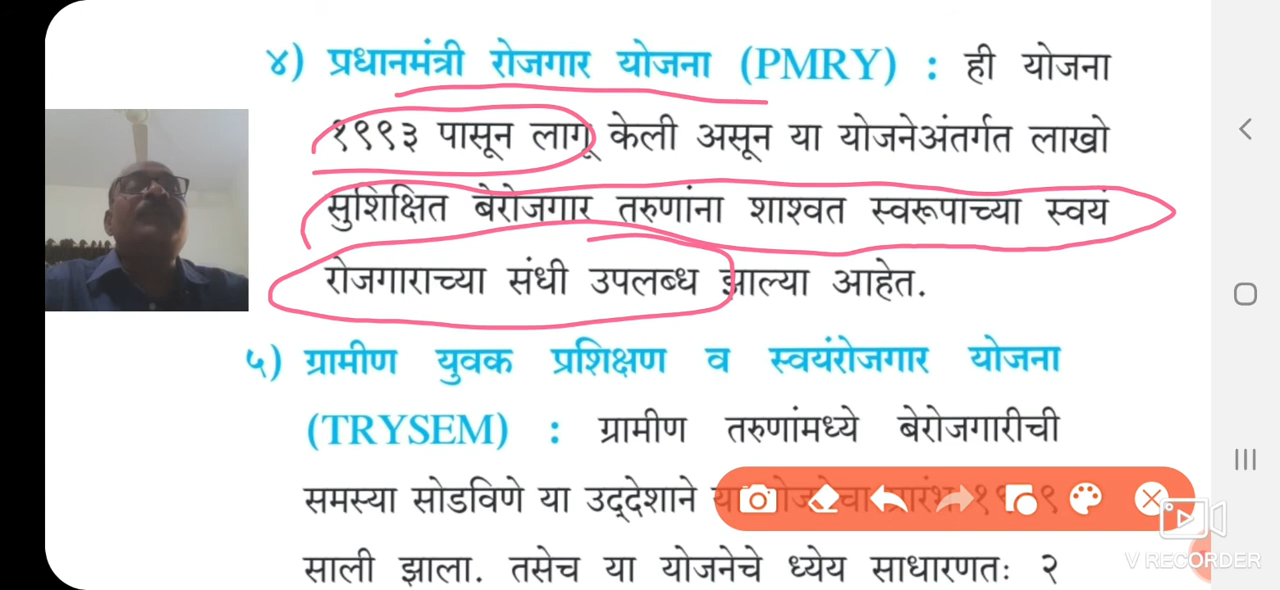 ४) प्रधानमंत्री रोजगार योजना (PMRY) : ही योजना
१९९३ पासून लागू केली असून या योजनेअंतर्गत लाखो
सुशिक्षित बेरोजगार तरुणांना शाश्वत स्वरूपाच्या स्वयं
रोजगाराच्या संधी उपलब्ध झाल्या आहेत.
५) ग्रामीण युवक प्रशिक्षण व स्वयंरोजगार योजना
(TRYSEM) : ग्रामीण तरुणांमध्ये बेरोजगारीची
समस्या सोडविणे या उद्देशाने
साली झाला. तसेच या योजनेचे ध्येय साधारणतः २
V RECORDER